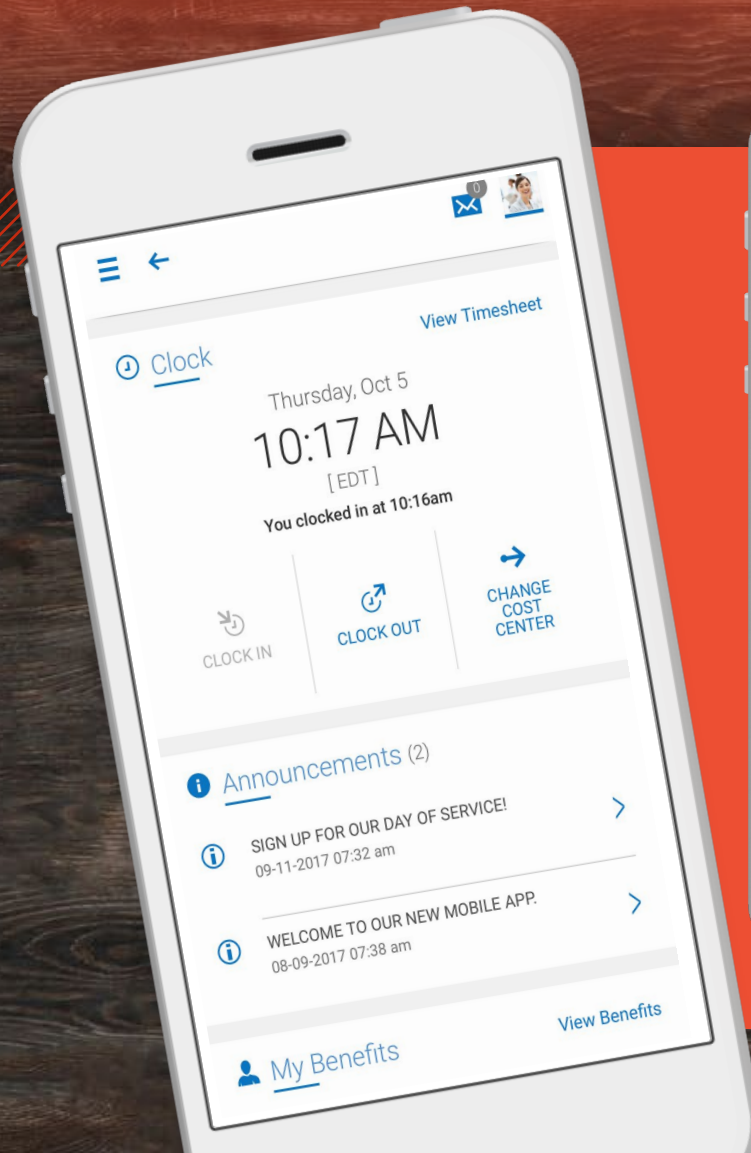 0
View Timesheet
Clock
Thursday, Oct 5
10:17 AM
[ EDT ]
You clocked in at 10:16am
CLOCK IN
CLOCK OUT
CHANGE
COST
CENTER
Announcements (2)
SIGN UP FOR OUR DAY OF SERVICE!
09-11-2017 07:32 am
WELCOME TO OUR NEW MOBILE APP.
08-09-2017 07:38 am
My Benefits
View Benefits